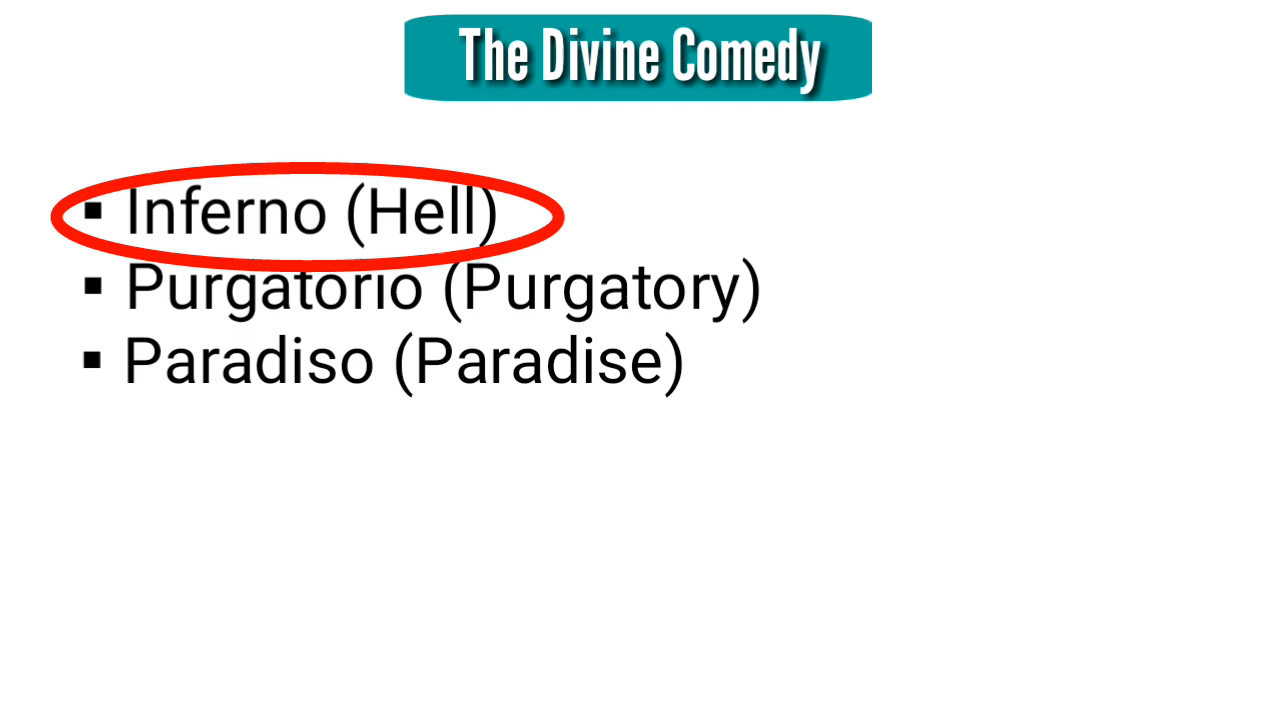 The Divine Comedy
▪ Inferno (Hell)
▪ Purgatorio (Purgatory)
▪ Paradiso (Paradise)